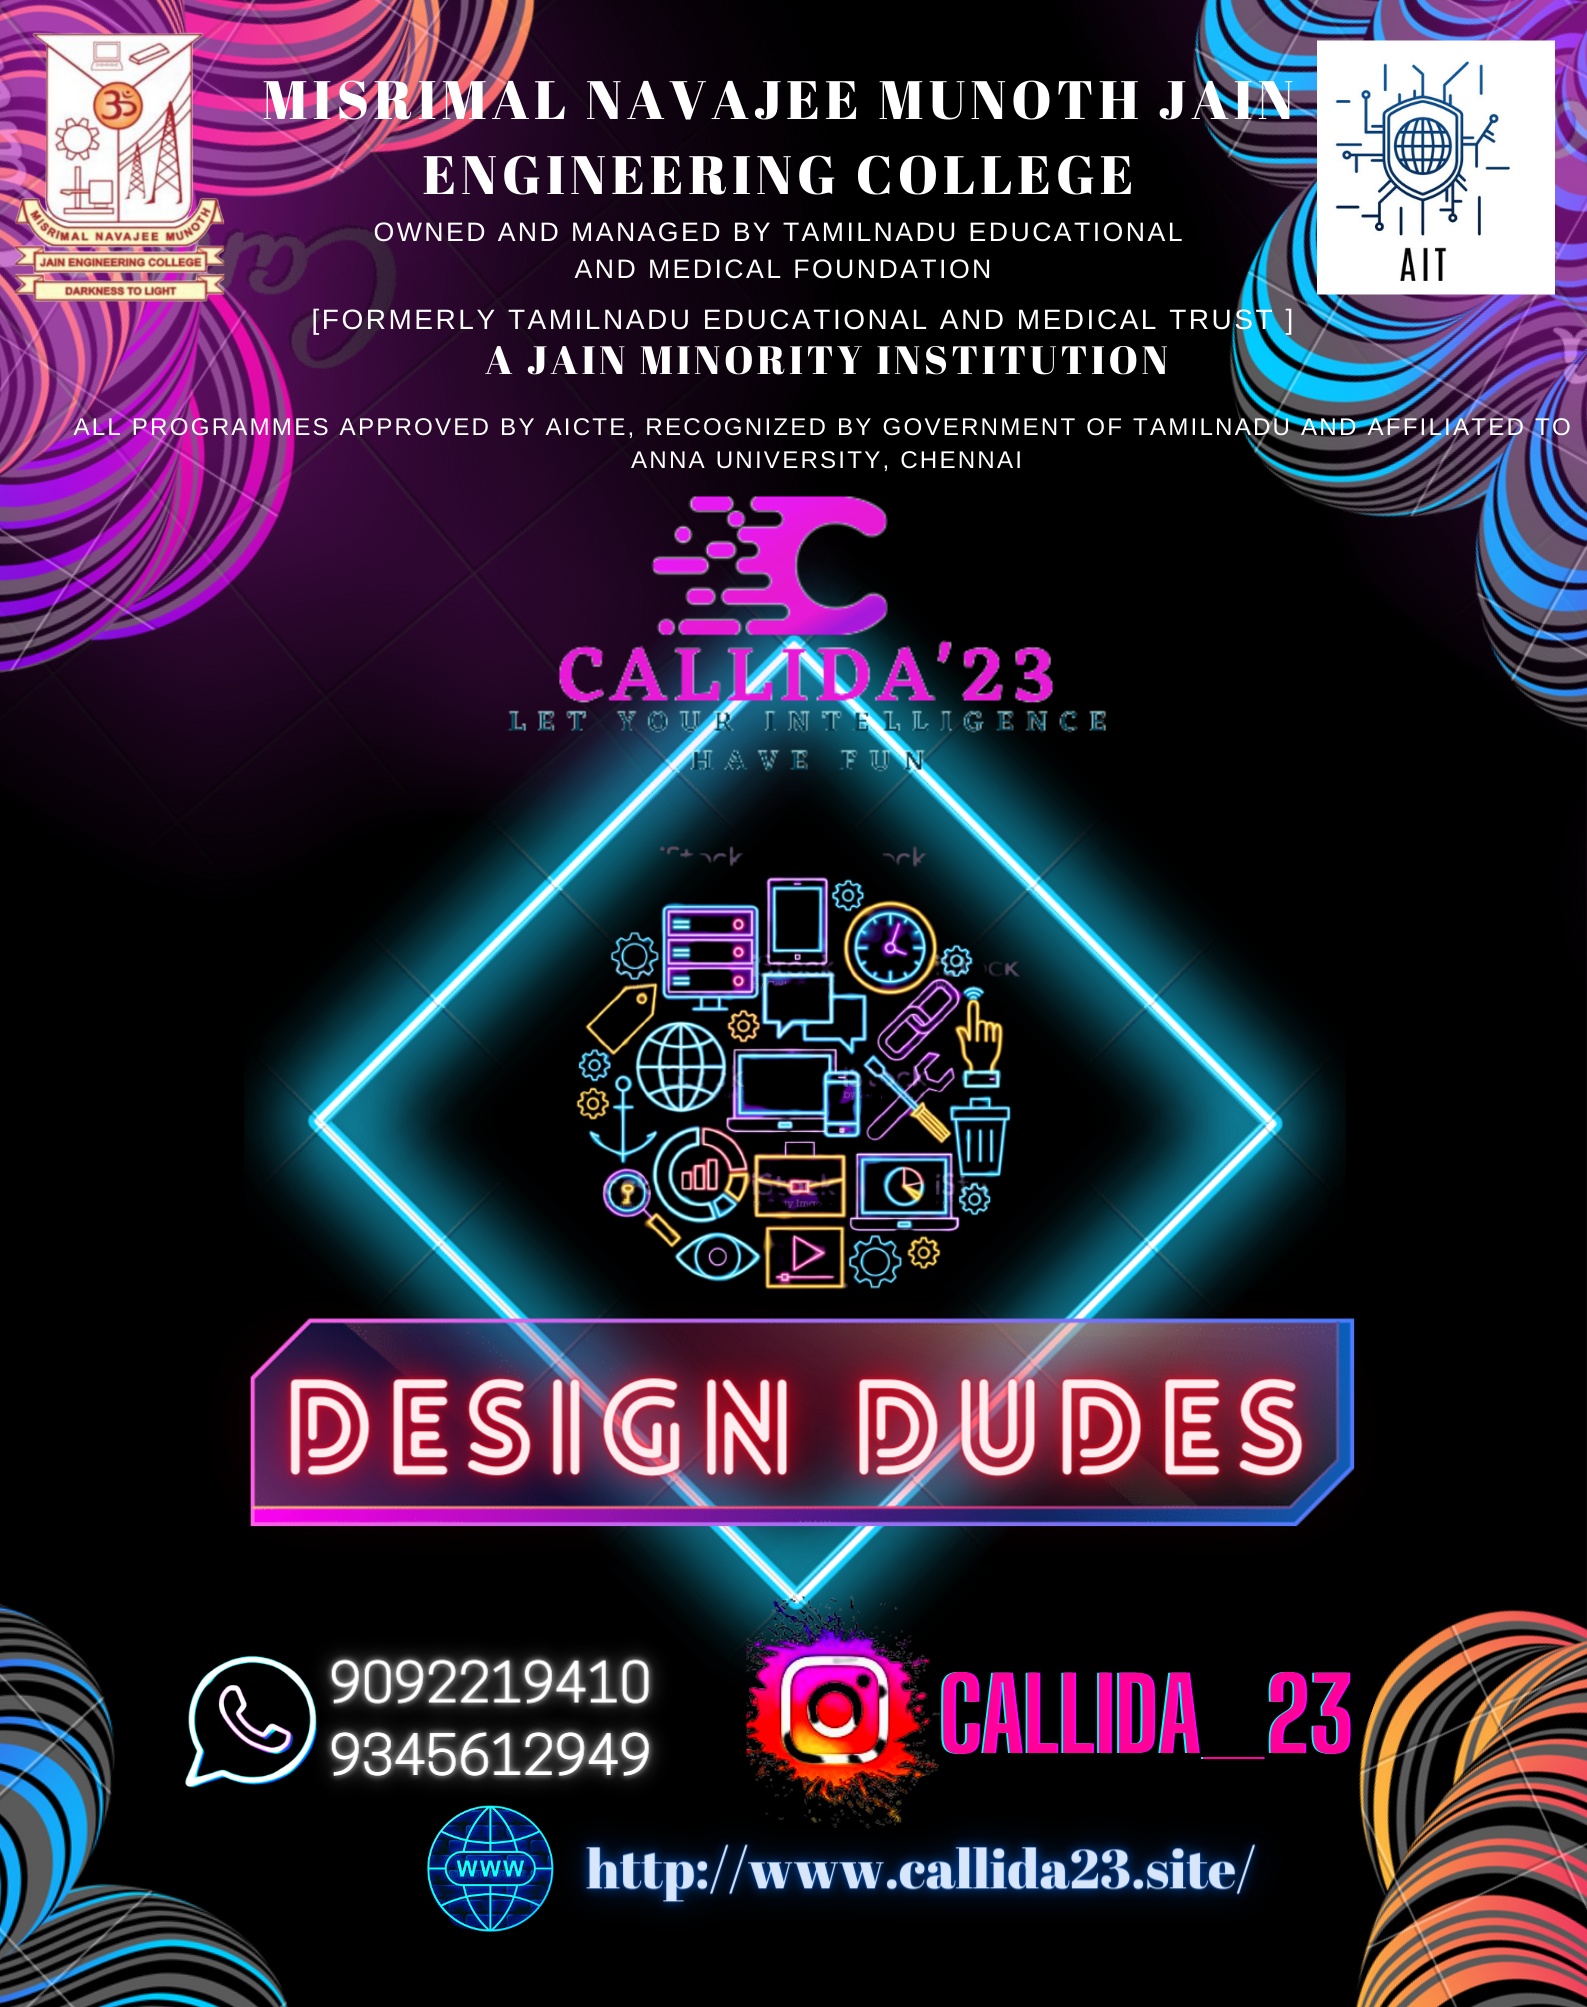 MISRIMAL NAVAJEE MUNOTH JAIN
ENGINEERING COLLEGE
OWNED AND MANAGED BY TAMILNADU EDUCATIONAL
AND MEDICAL FOUNDATION
[FORMERLY TAMILNADU EDUCATIONAL AND MEDICAL TRUST ]
A JAIN MINORITY INSTITUTION
ALL PROGRAMMES APPROVED BY AICTE, RECOGNIZED BY GOVERNMENT OF TAMILNADU AND AFFILIATED TO
ANNA UNIVERSITY, CHENNAI
ॐ
MISRIMAL NAVAJEE MUNOTH
JAIN ENGINEERING COLLEGE
DARKNESS TO LIGHT
AIT
C
CALLIDA'23
LET YOUR INTELLIGENCE
HAVE FUN
DESIGN DUDES
9092219410
9345612949
CALLIDA__23
WWW
http://www.callida23.site/